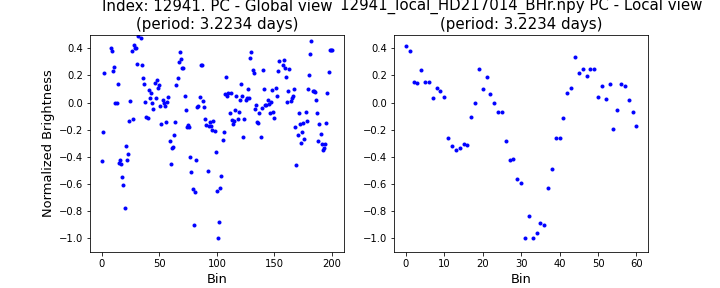 Index: 12941. PC - Global view
(period: 3.2234 days)
12941_local_HD217014_BHr.npy PC - Local view
(period: 3.2234 days)
Normalized Brightness
0.4
0.2
0.0
−0.2
−0.4
−0.6
−0.8
−1.0
0 50 100 150 200
Bin
0.4
0.2
0.0
−0.2
−0.4
−0.6
−0.8
−1.0
0 10 20 30 40 50 60
Bin